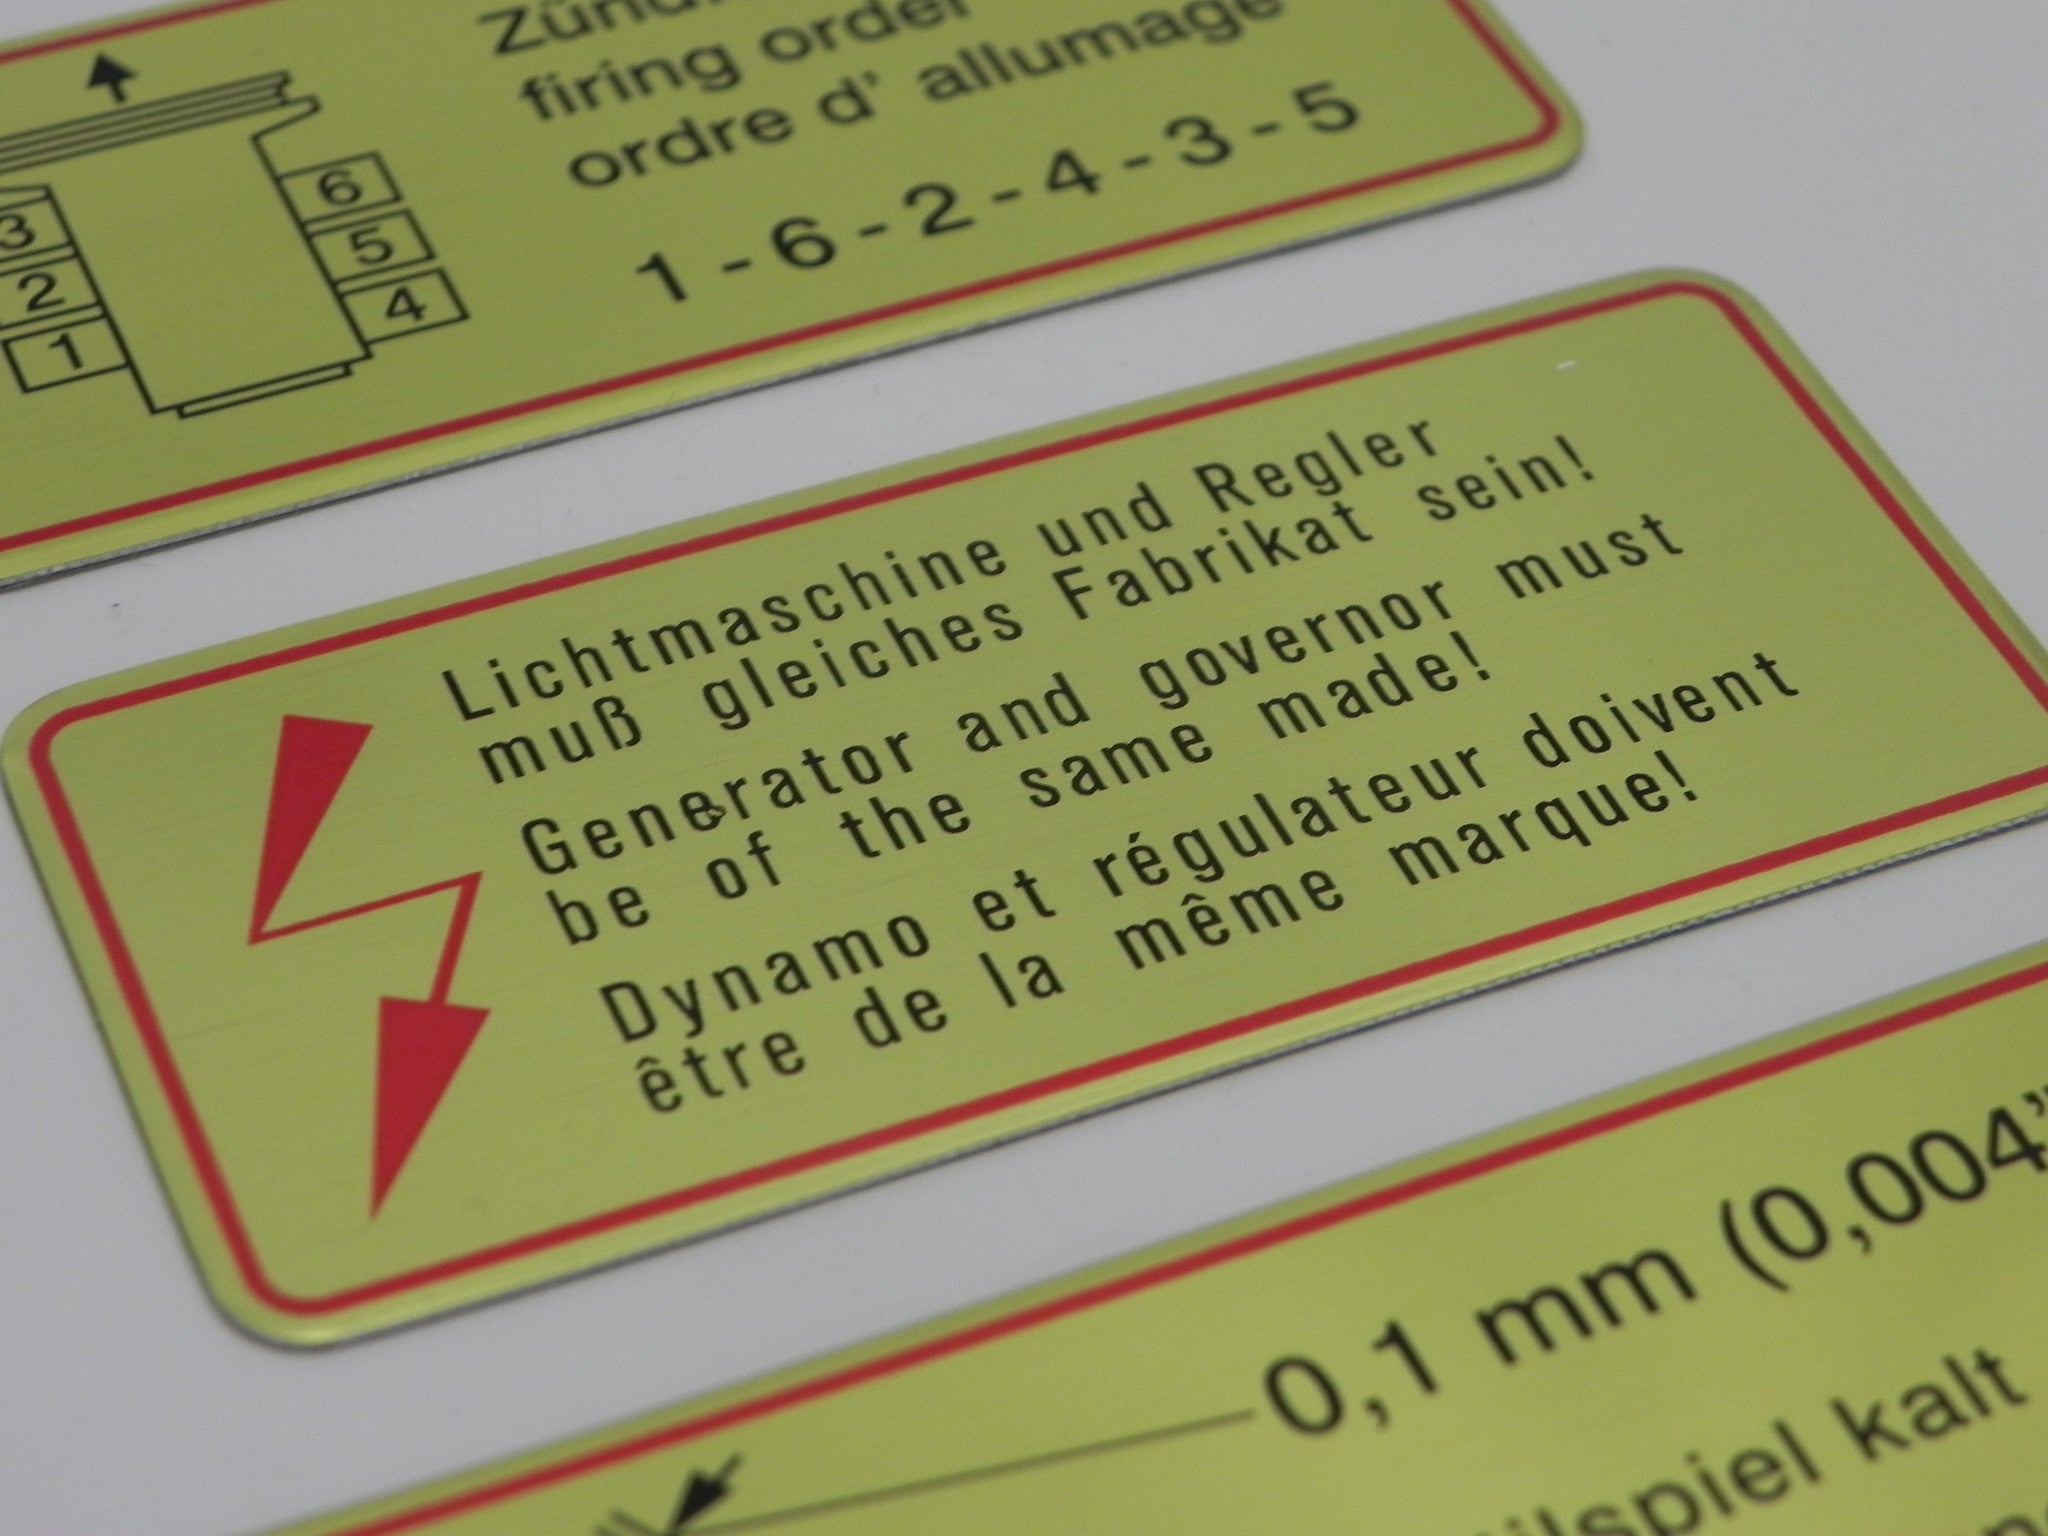 firing order
ordre d' allumage
1 - 6 - 2 - 4 - 3 - 5
6
5
4
3
2
1
Lichtmaschine und Regler
muß gleiches Fabrikat sein!
Generator and governor must
be of the same made!
Dynamo et régulateur doivent
être de la même marque!
0,1 mm (0,004"
kalt